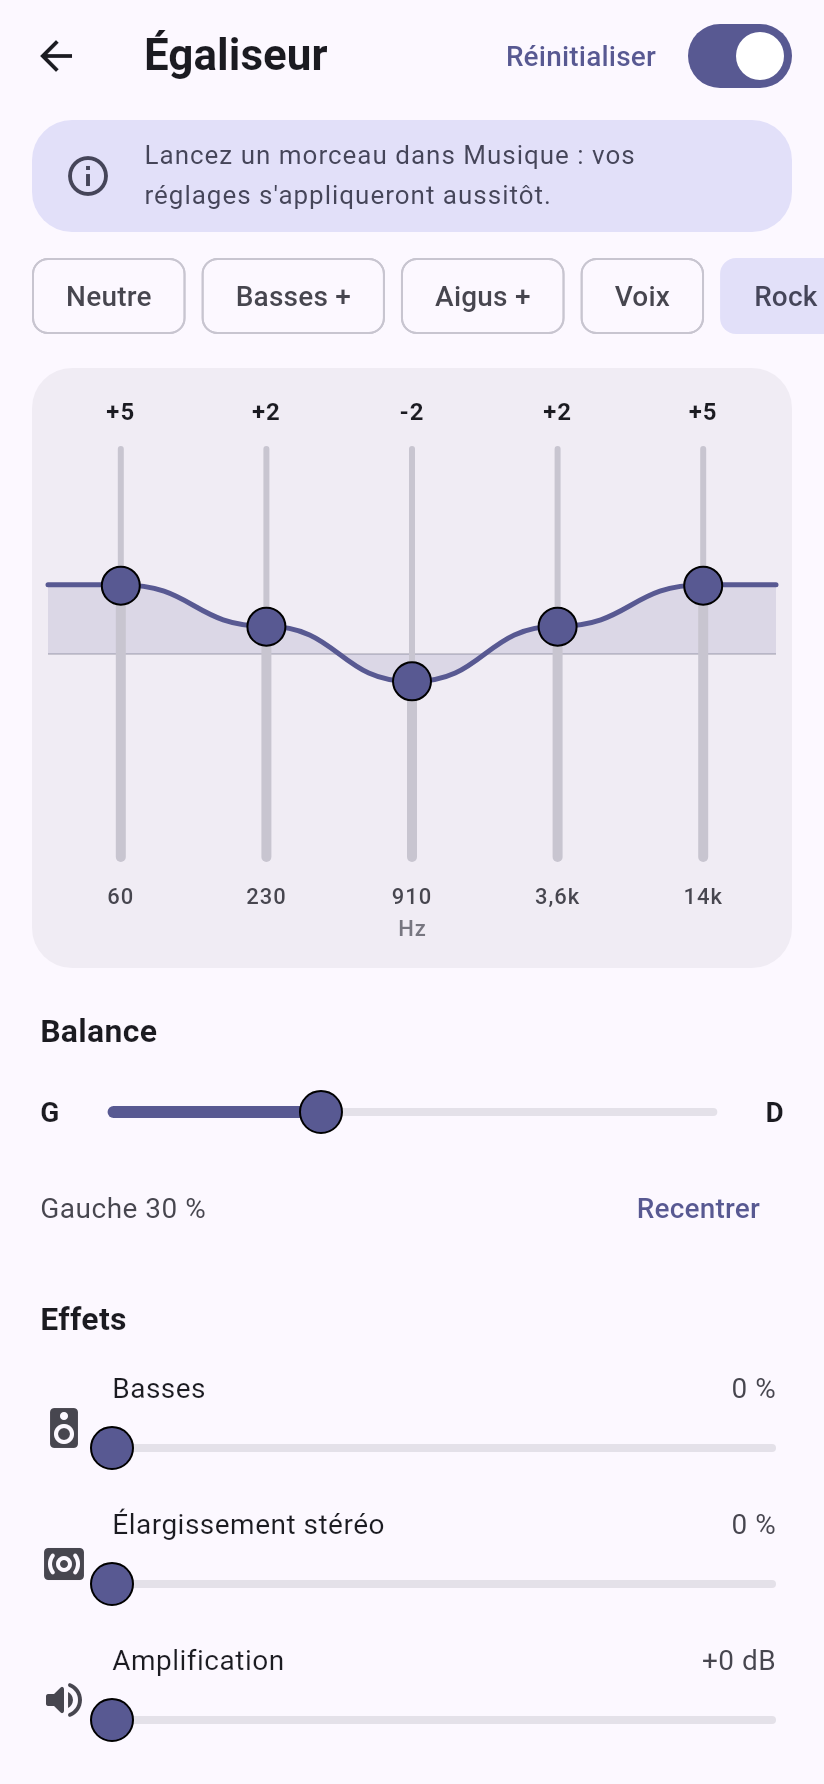 Égaliseur
Réinitialiser
Lancez un morceau dans Musique : vos
réglages s'appliqueront aussitôt.
Neutre
Basses +
Aigus +
Voix
Rock
+5
+2
-2
+2
+5
60
230
910
3,6k
14k
Hz
Balance
G
D
Gauche 30 %
Recentrer
Effets
Basses
0 %
Élargissement stéréo
0 %
Amplification
+0 dB